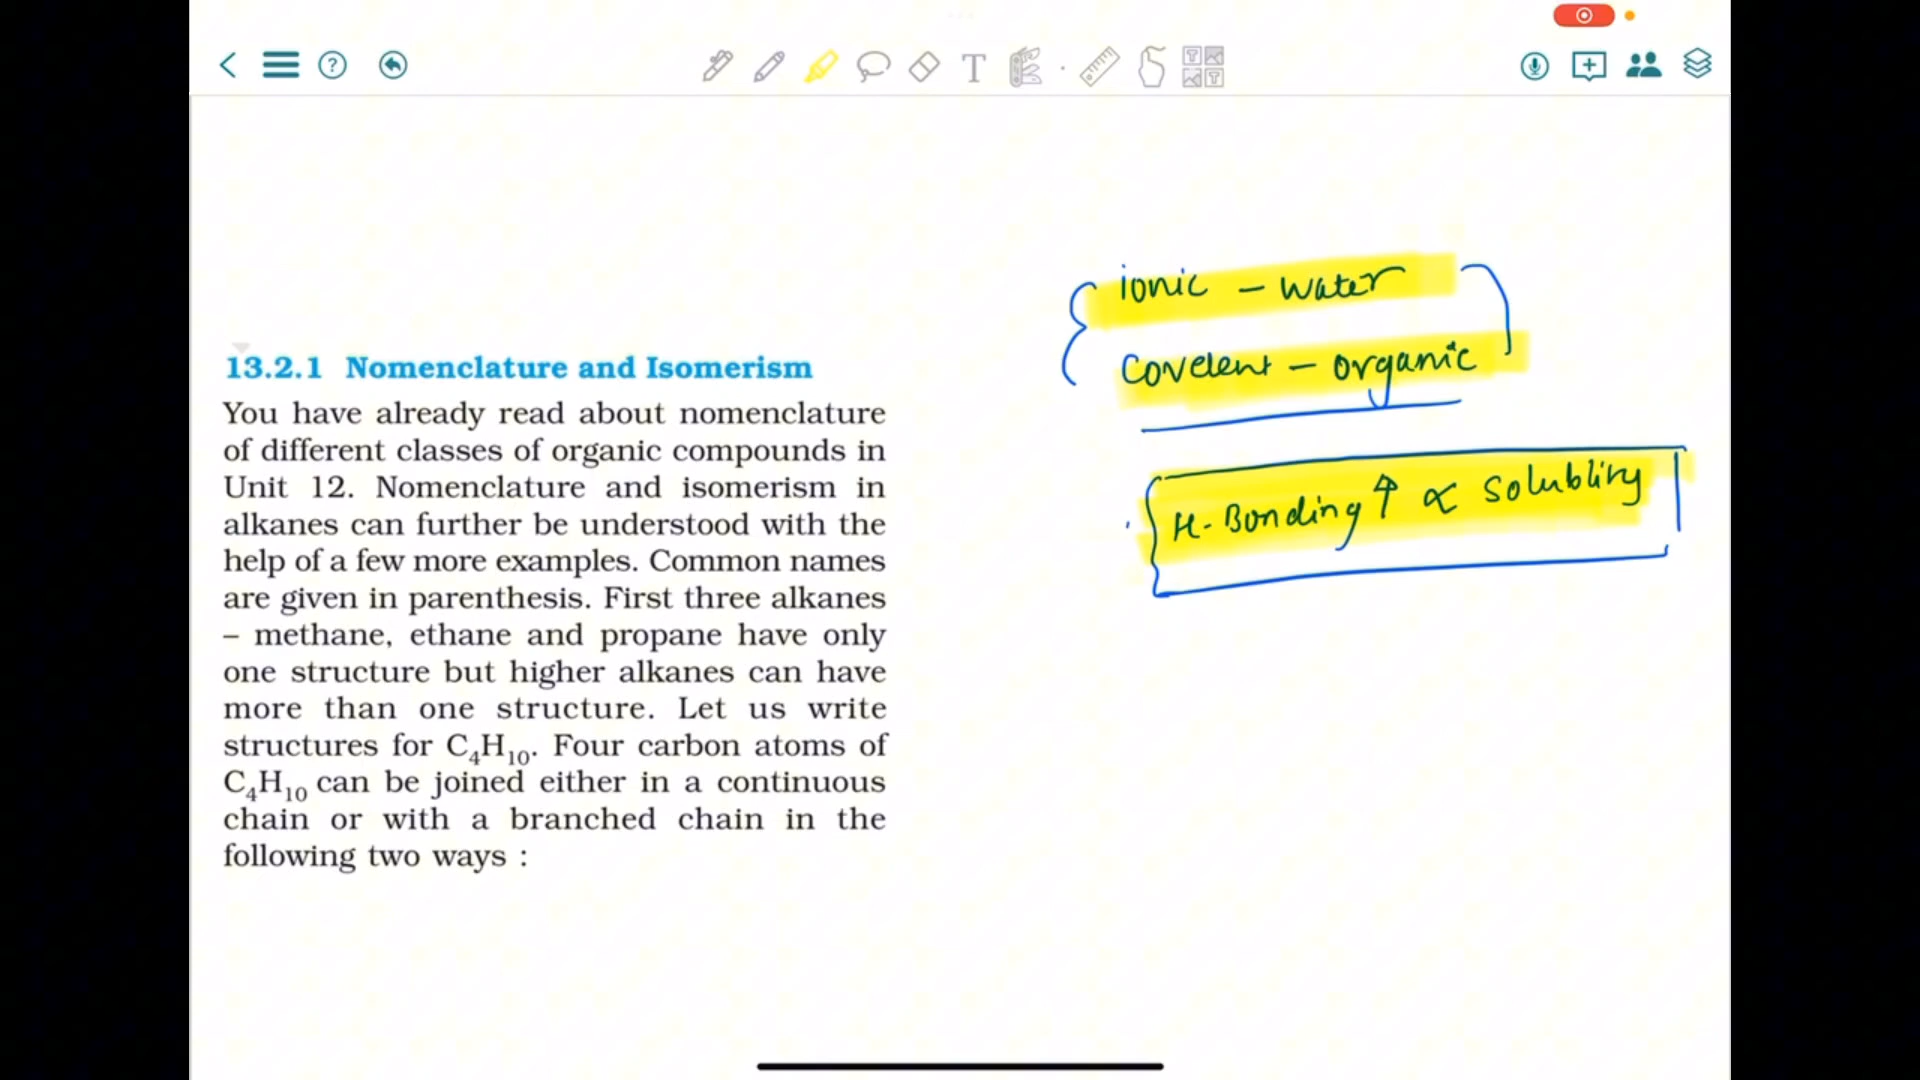 13.2.1 Nomenclature and Isomerism
You have already read about nomenclature
of different classes of organic compounds in
Unit 12. Nomenclature and isomerism in
alkanes can further be understood with the
help of a few more examples. Common names
are given in parenthesis. First three alkanes
– methane, ethane and propane have only
one structure but higher alkanes can have
more than one structure. Let us write
structures for C₄H₁₀. Four carbon atoms of
C₄H₁₀ can be joined either in a continuous
chain or with a branched chain in the
following two ways :
ionic – water
Covelent – organic
H-Bonding ↑ ∝ Solubliry